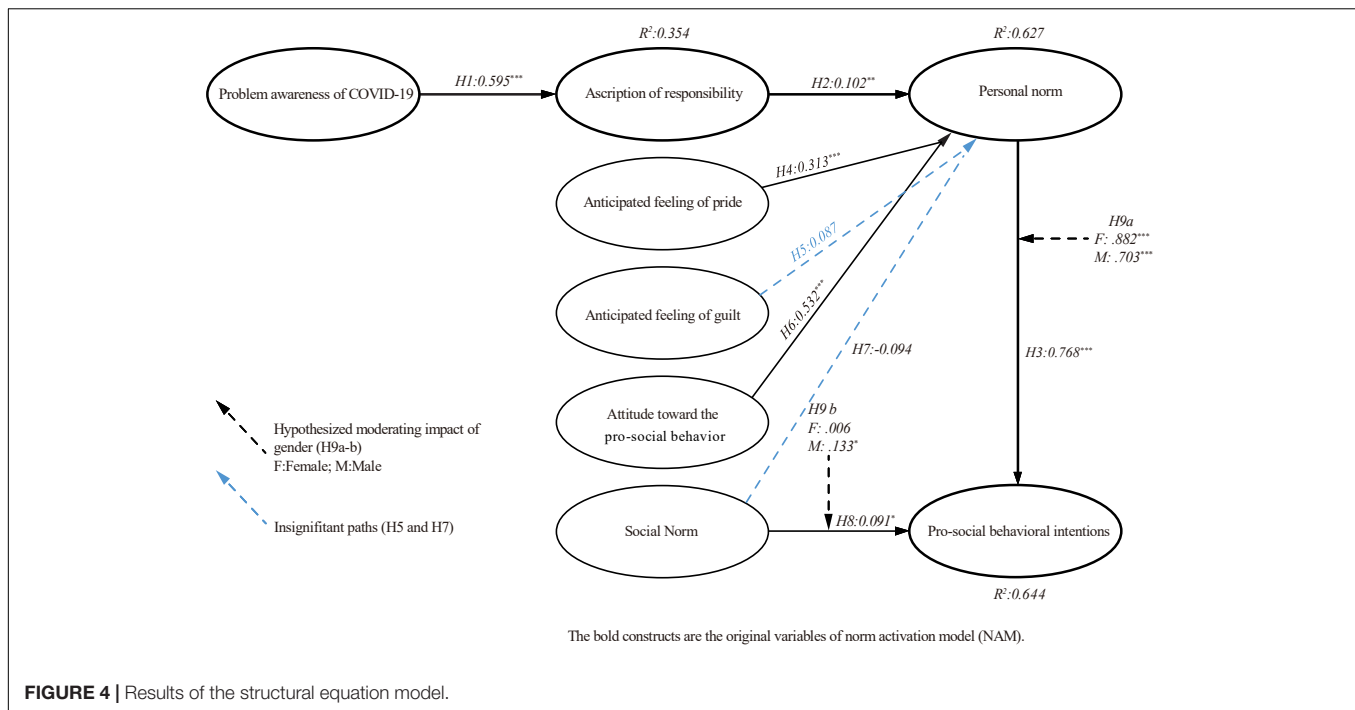 R²:0.354
R²:0.627
Problem awareness of COVID-19
H1:0.595***
Ascription of responsibility
H2:0.102**
Personal norm
H4:0.313***
Anticipated feeling of pride
H9a
F: .882***
M: .703***
H5:0.087
Anticipated feeling of guilt
H6:0.532***
H7:-0.094
H3:0.768***
Attitude toward the
pro-social behavior
H9 b
F: .006
M: .133*
Hypothesized moderating impact of
gender (H9a-b)
F:Female; M:Male
Insignifitant paths (H5 and H7)
Social Norm
H8:0.091*
Pro-social behavioral intentions
R²:0.644
The bold constructs are the original variables of norm activation model (NAM).
FIGURE 4 | Results of the structural equation model.